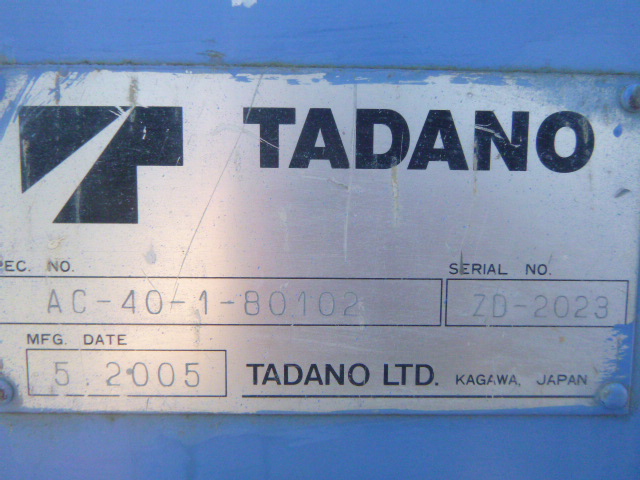 TADANO
PEC. NO. SERIAL NO.
AC-40-1-80102 ZD-2023
MFG. DATE
5.2005 TADANO LTD. KAGAWA, JAPAN